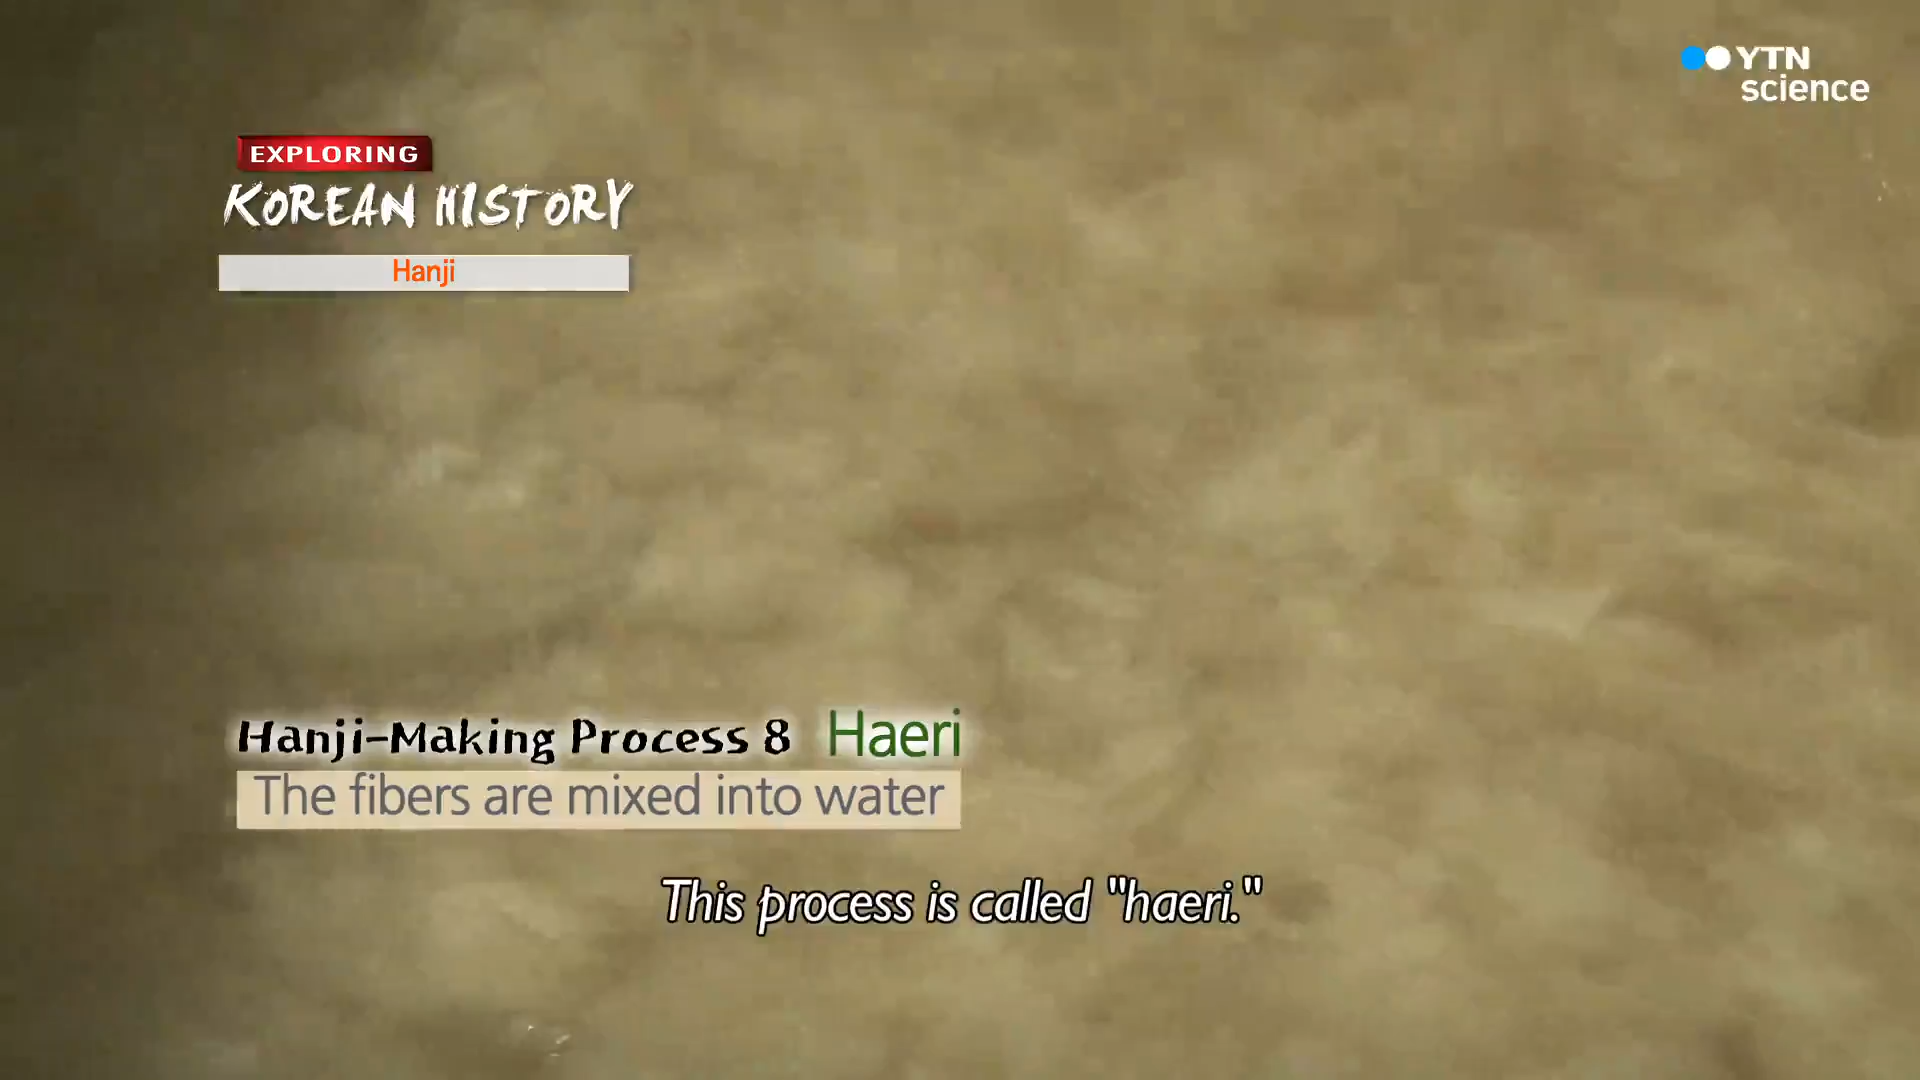 YTN
science
EXPLORING
KOREAN HISTORY
Hanji
Hanji-Making Process 8 Haeri
The fibers are mixed into water
This process is called "haeri."